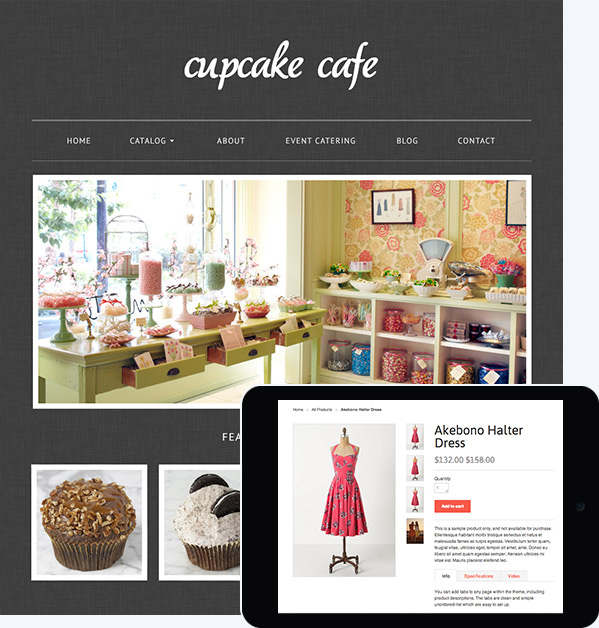 cupcake cafe
HOME CATALOG ABOUT EVENT CATERING BLOG CONTACT
FEA
Home → All Products → Akebono Halter Dress
Akebono Halter
Dress
$132.00 $158.00
Quantity
1
Add to cart
This is a sample product only, and not available for purchase.
Pellentesque habitant morbi tristique senectus et netus et
malesuada fames ac turpis egestas. Vestibulum tortor quam,
feugiat vitae, ultricies eget, tempor sit amet, ante. Donec eu
libero sit amet quam egestas semper. Aenean ultricies mi
vitae est. Mauris placerat eleifend leo.
Info Specifications Video
You can add tabs to any page within the theme, including
product descriptions. The tabs are clean and simple
unordered-list which are easy to set up.